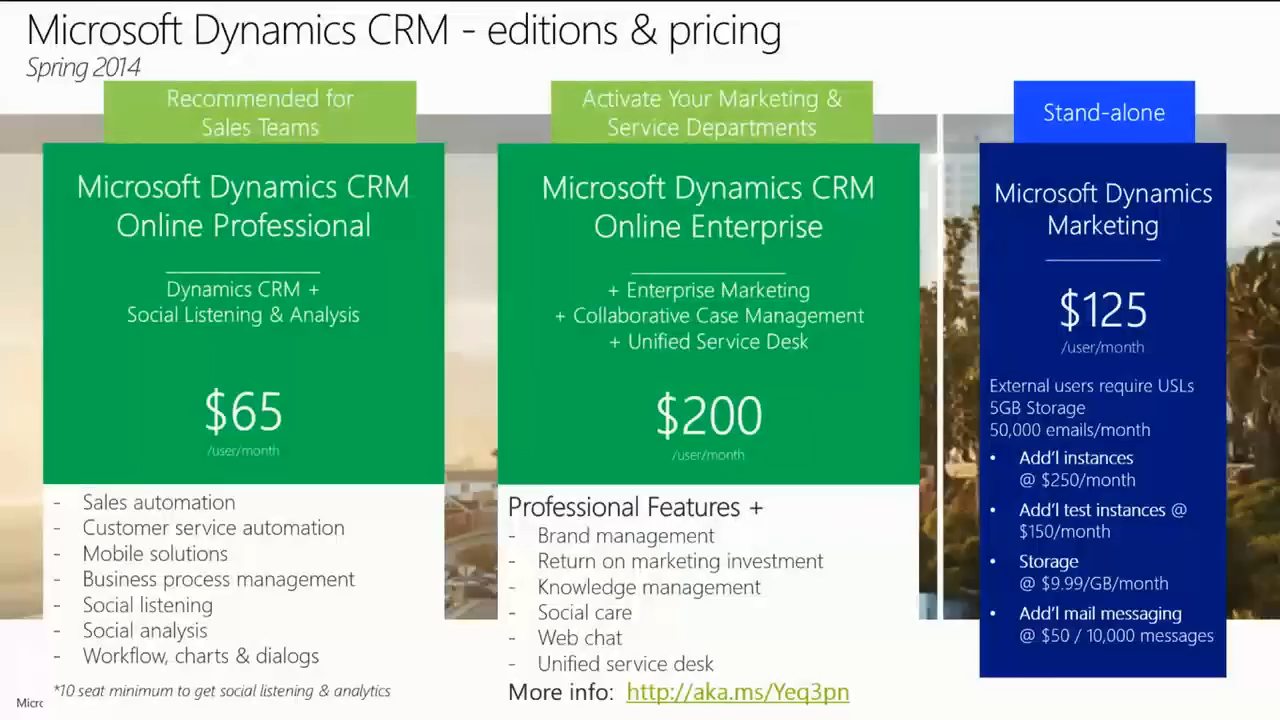 Microsoft Dynamics CRM - editions & pricing
Spring 2014
Recommended for
Sales Teams
Microsoft Dynamics CRM
Online Professional
Dynamics CRM +
Social Listening & Analysis
$65
/user/month
- Sales automation
- Customer service automation
- Mobile solutions
- Business process management
- Social listening
- Social analysis
- Workflow, charts & dialogs
*10 seat minimum to get social listening & analytics
Activate Your Marketing &
Service Departments
Microsoft Dynamics CRM
Online Enterprise
+ Enterprise Marketing
+ Collaborative Case Management
+ Unified Service Desk
$200
/user/month
Professional Features +
- Brand management
- Return on marketing investment
- Knowledge management
- Social care
- Web chat
- Unified service desk
More info: http://aka.ms/Yeq3pn
Stand-alone
Microsoft Dynamics
Marketing
$125
/user/month
External users require USLs
5GB Storage
50,000 emails/month
• Add'l instances
@ $250/month
• Add'l test instances @
$150/month
• Storage
@ $9.99/GB/month
• Add'l mail messaging
@ $50 / 10,000 messages